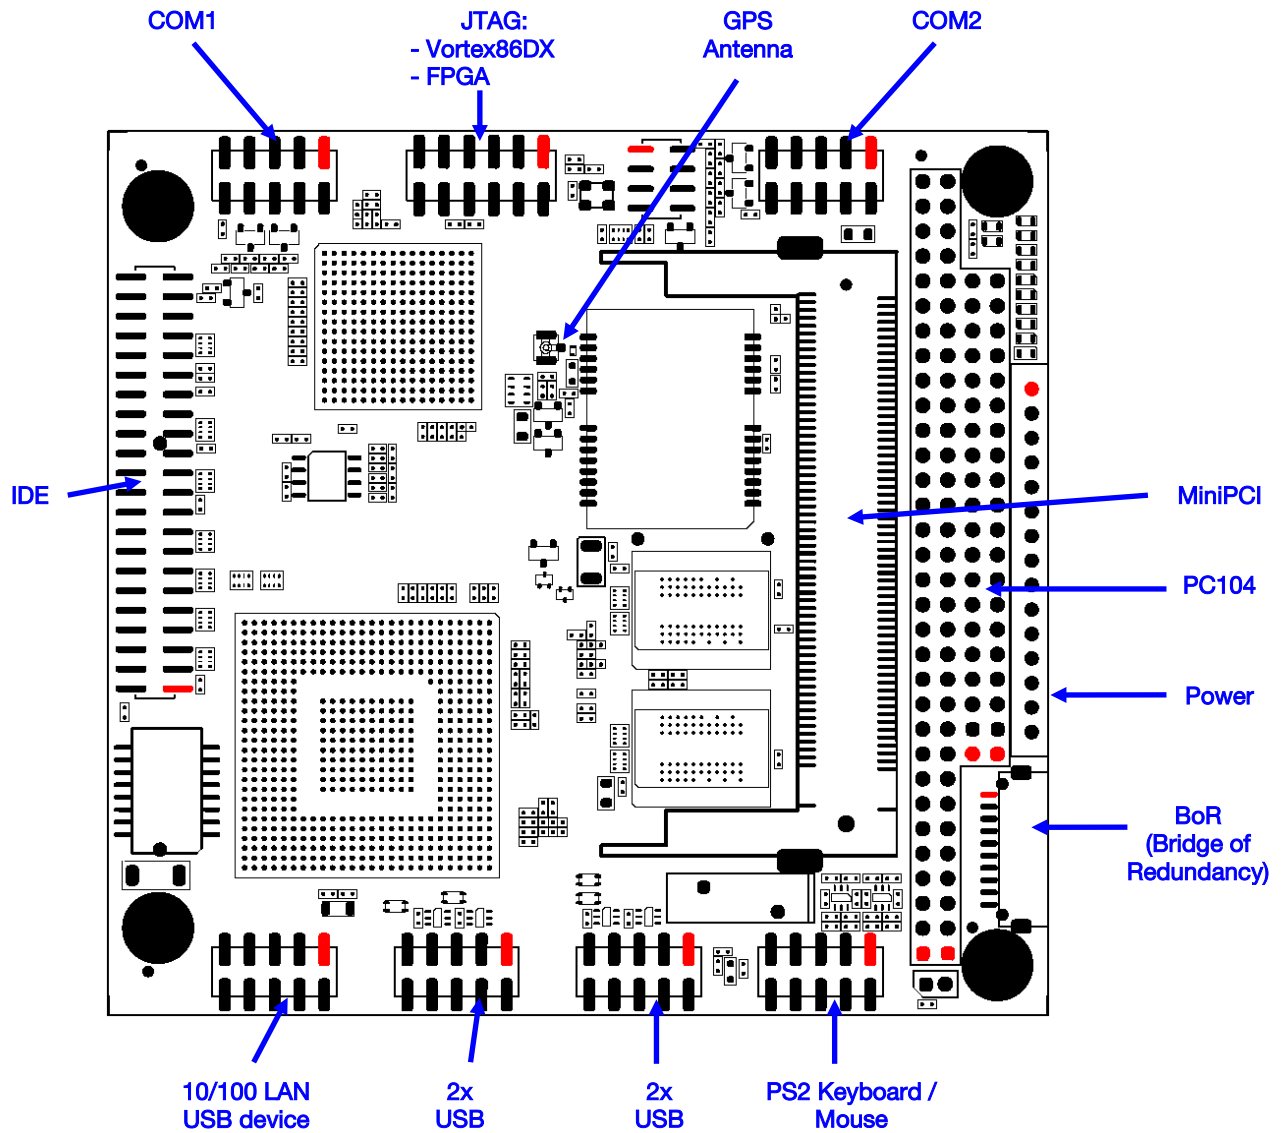 COM1
JTAG:
- Vortex86DX
- FPGA
GPS
Antenna
COM2
IDE
MiniPCI
PC104
Power
BoR
(Bridge of
Redundancy)
10/100 LAN
USB device
2x
USB
2x
USB
PS2 Keyboard /
Mouse